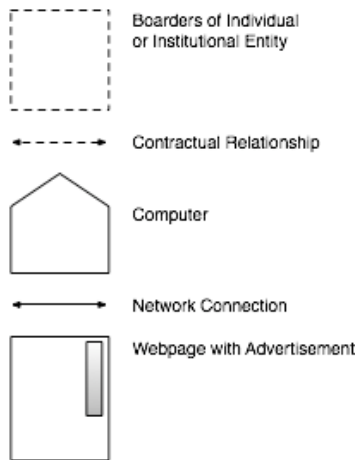 Boarders of Individual
or Institutional Entity
Contractual Relationship
Computer
Network Connection
Webpage with Advertisement